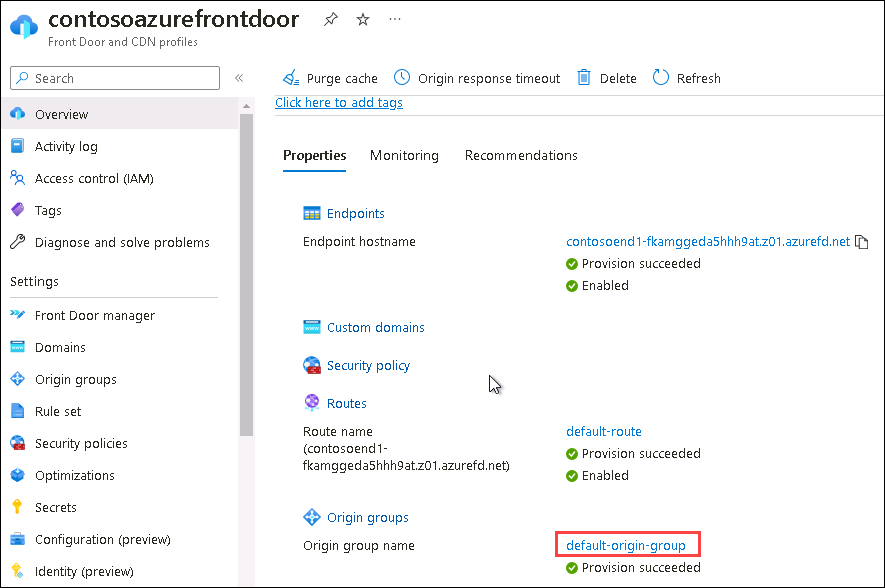 contosoazurefrontdoor
Front Door and CDN profiles
Search
Purge cache Origin response timeout Delete Refresh
Click here to add tags
Overview
Activity log
Access control (IAM)
Tags
Diagnose and solve problems
Settings
Front Door manager
Domains
Origin groups
Rule set
Security policies
Optimizations
Secrets
Configuration (preview)
Identity (preview)
Properties Monitoring Recommendations
Endpoints
Endpoint hostname contosoend1-fkamggeda5hhh9at.z01.azurefd.net
Provision succeeded
Enabled
Custom domains
Security policy
Routes
Route name default-route
(contosoend1- Provision succeeded
fkamggeda5hhh9at.z01.azurefd.net) Enabled
Origin groups
Origin group name default-origin-group
Provision succeeded